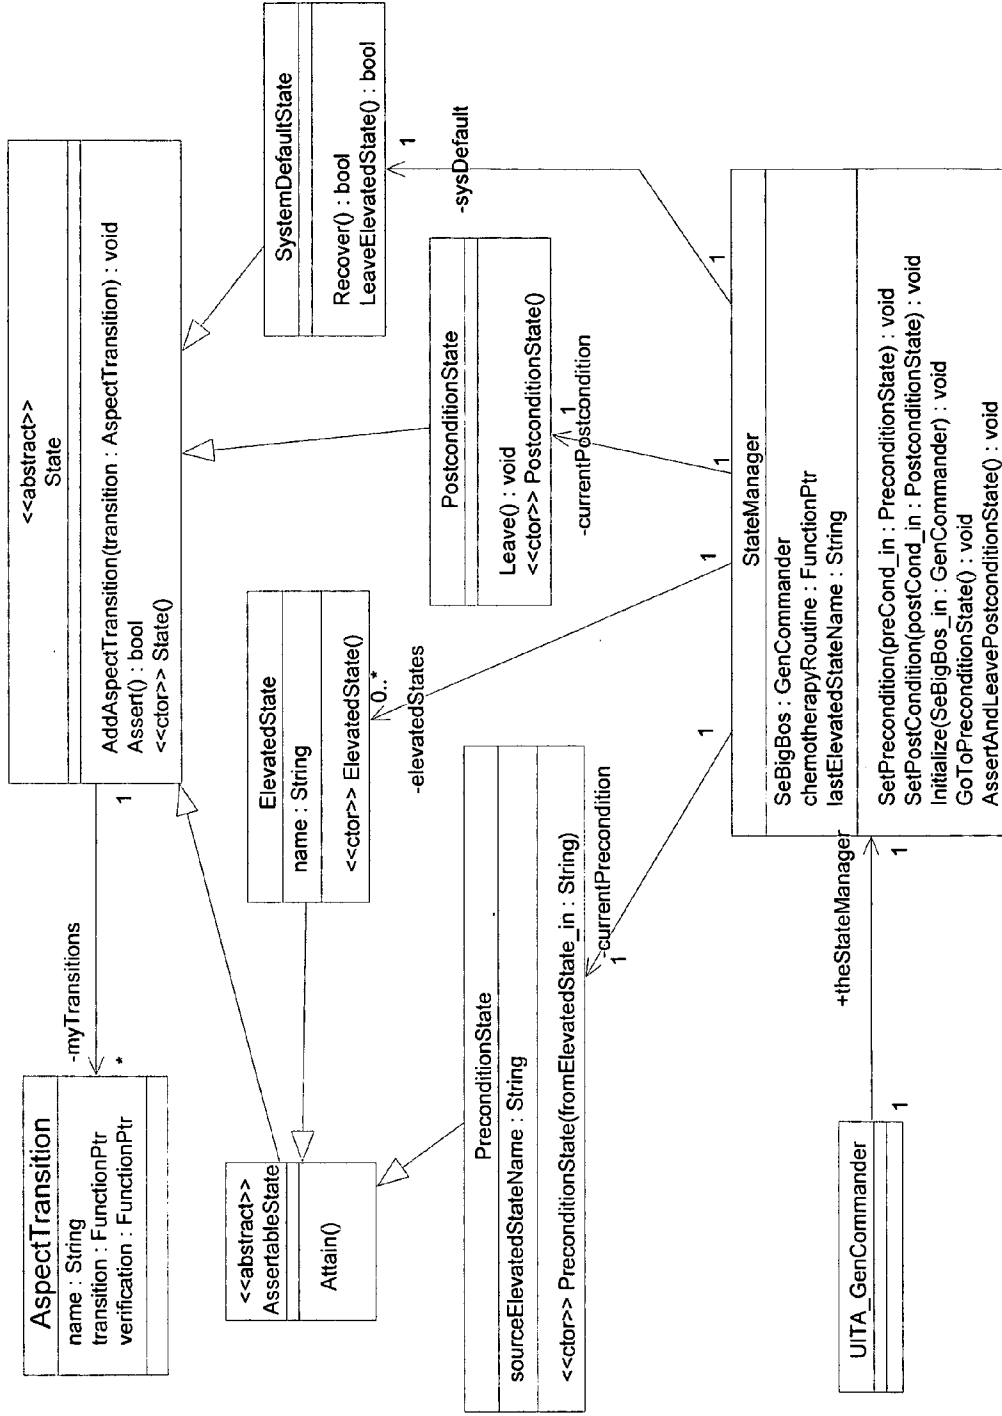 <<abstract>>
State
AddAspectTransition(transition : AspectTransition) : void
Assert() : bool
<<ctor>> State()
1
-myTransitions
*
AspectTransition
name : String
transition : FunctionPtr
verification : FunctionPtr
<<abstract>>
AssertableState
Attain()
ElevatedState
name : String
<<ctor>> ElevatedState()
0..*
-elevatedStates
SystemDefaultState
Recover() : bool
LeaveElevatedState() : bool
1
-sysDefault
PostconditionState
Leave() : void
<<ctor>> PostconditionState()
1
-currentPostcondition
PreconditionState
sourceElevatedStateName : String
<<ctor>> PreconditionState(fromElevatedState_in : String)
1
-currentPrecondition
1
1
1
1
StateManager
SeBigBos : GenCommander
chemotherapyRoutine : FunctionPtr
lastElevatedStateName : String
SetPrecondition(preCond_in : PreconditionState) : void
SetPostCondition(postCond_in : PostconditionState) : void
Initialize(SeBigBos_in : GenCommander) : void
GoToPreconditionState() : void
AssertAndLeavePostconditionState() : void
+theStateManager
1
UITA_GenCommander
1